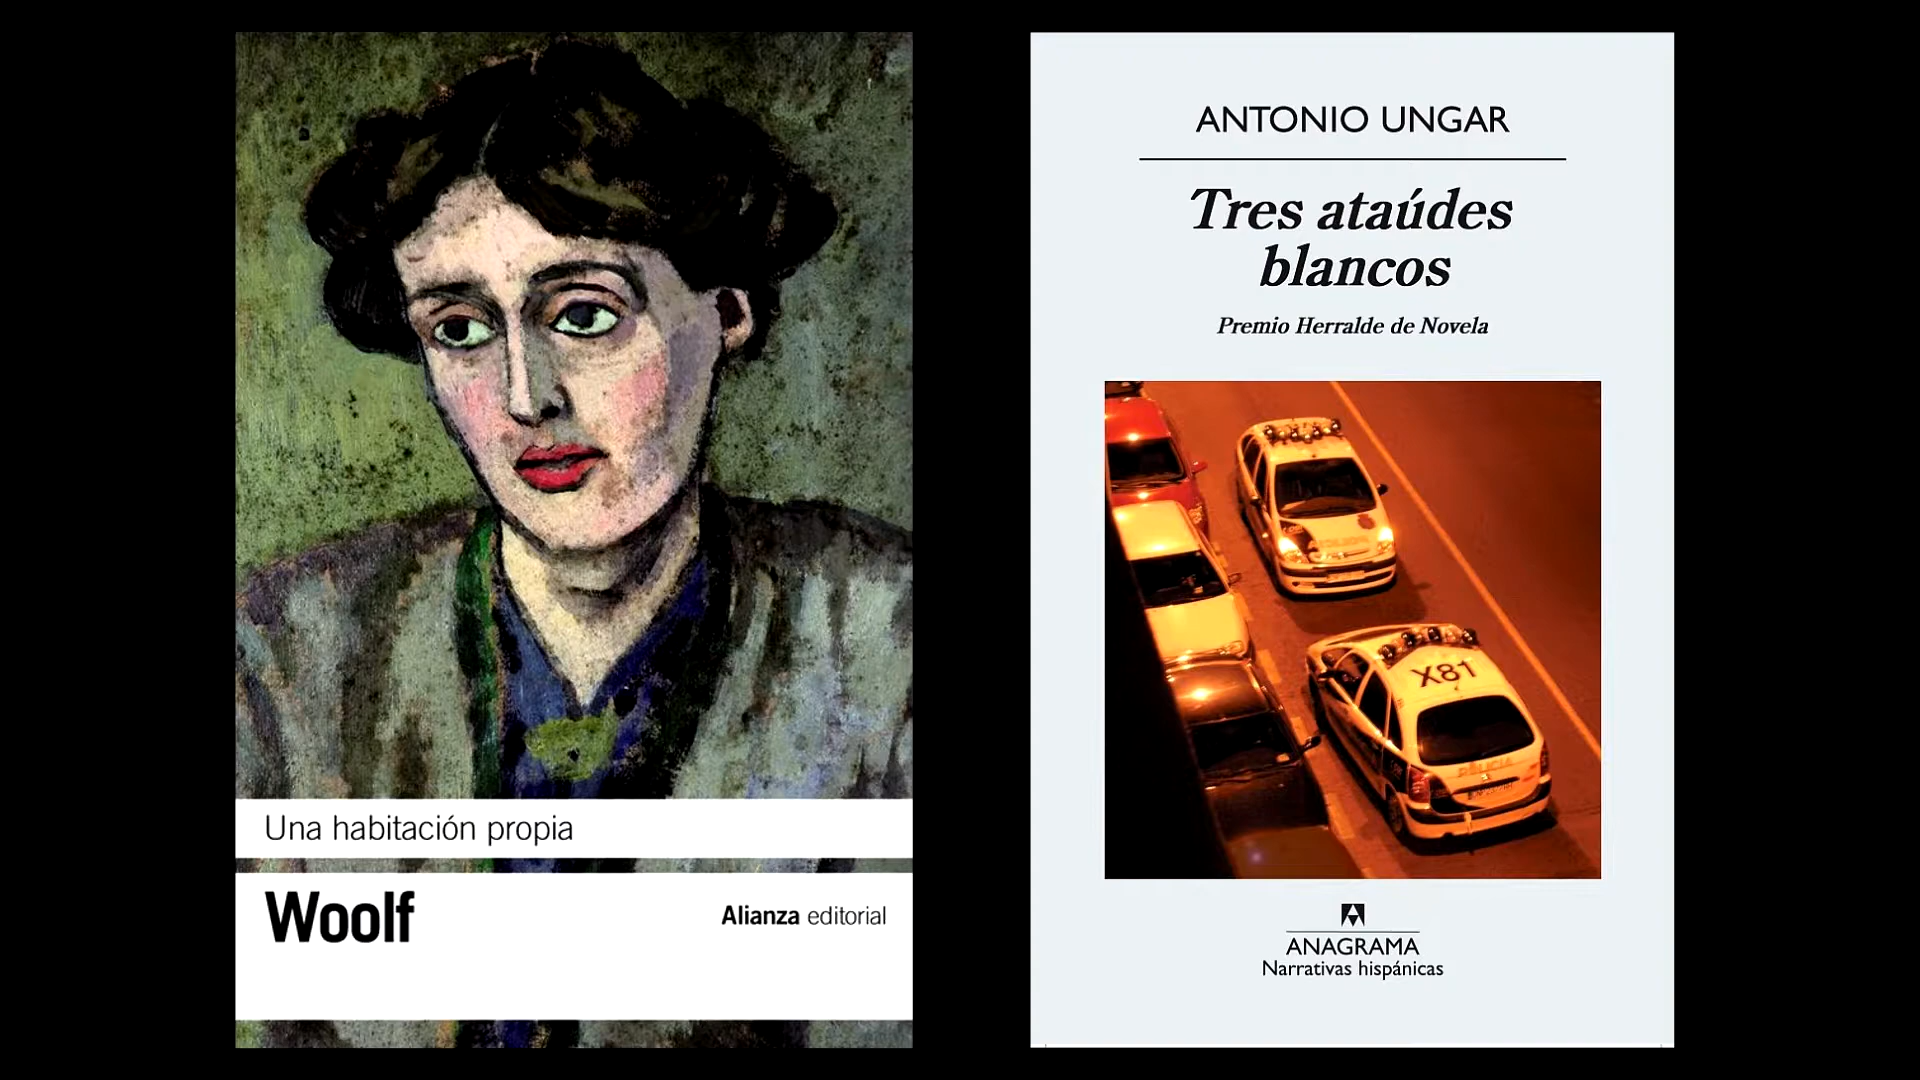 Una habitación propia
Woolf
Alianza editorial
ANTONIO UNGAR
Tres ataúdes
blancos
Premio Herralde de Novela
X81
POLICIA
ANAGRAMA
Narrativas hispánicas